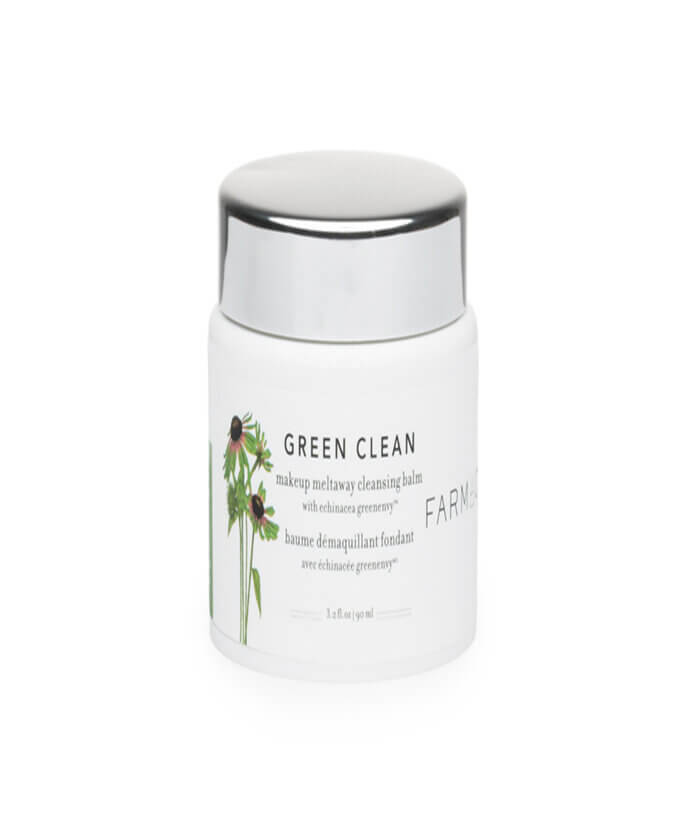 GREEN CLEAN
makeup meltaway cleansing balm
with echinacea greenenvy™
baume démaquillant fondant
avec échinacée greenenvy
3.2 fl. oz | 90 ml
FARM